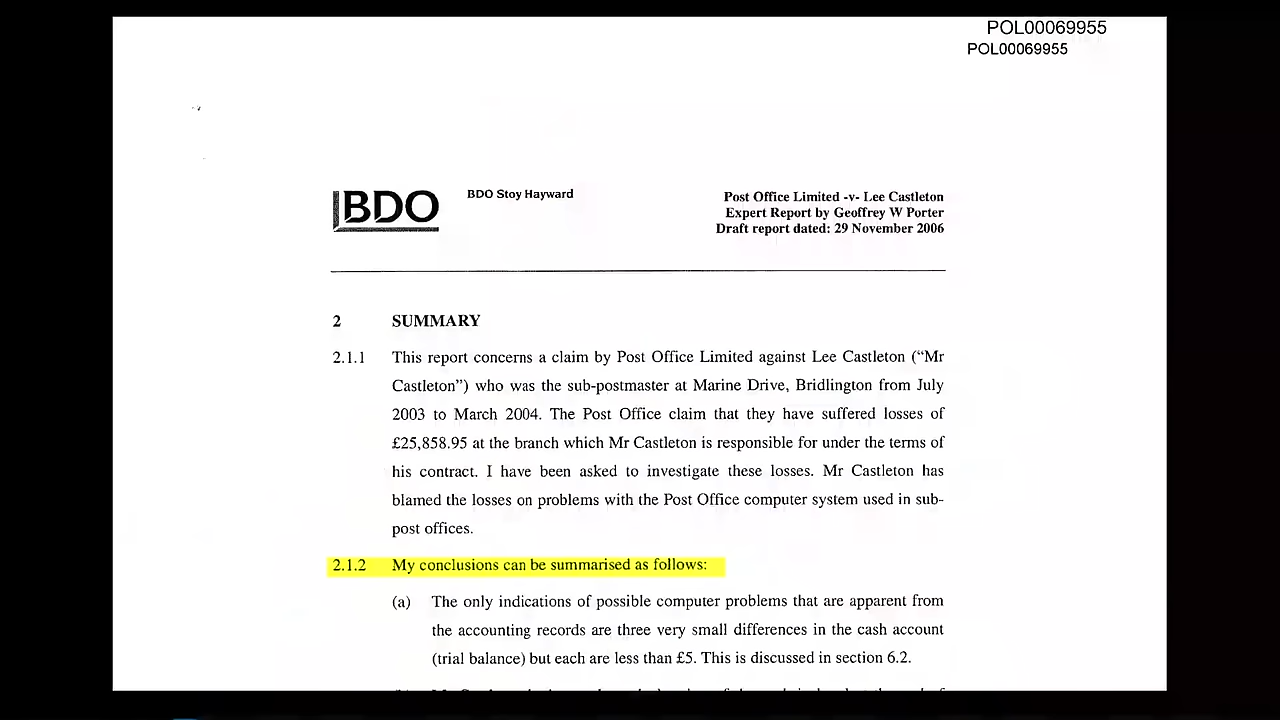 POL00069955
POL00069955
BDO
BDO Stoy Hayward
Post Office Limited -v- Lee Castleton
Expert Report by Geoffrey W Porter
Draft report dated: 29 November 2006
2 SUMMARY
2.1.1 This report concerns a claim by Post Office Limited against Lee Castleton (“Mr
Castleton”) who was the sub-postmaster at Marine Drive, Bridlington from July
2003 to March 2004. The Post Office claim that they have suffered losses of
£25,858.95 at the branch which Mr Castleton is responsible for under the terms of
his contract. I have been asked to investigate these losses. Mr Castleton has
blamed the losses on problems with the Post Office computer system used in sub-
post offices.
2.1.2 My conclusions can be summarised as follows:
(a) The only indications of possible computer problems that are apparent from
the accounting records are three very small differences in the cash account
(trial balance) but each are less than £5. This is discussed in section 6.2.